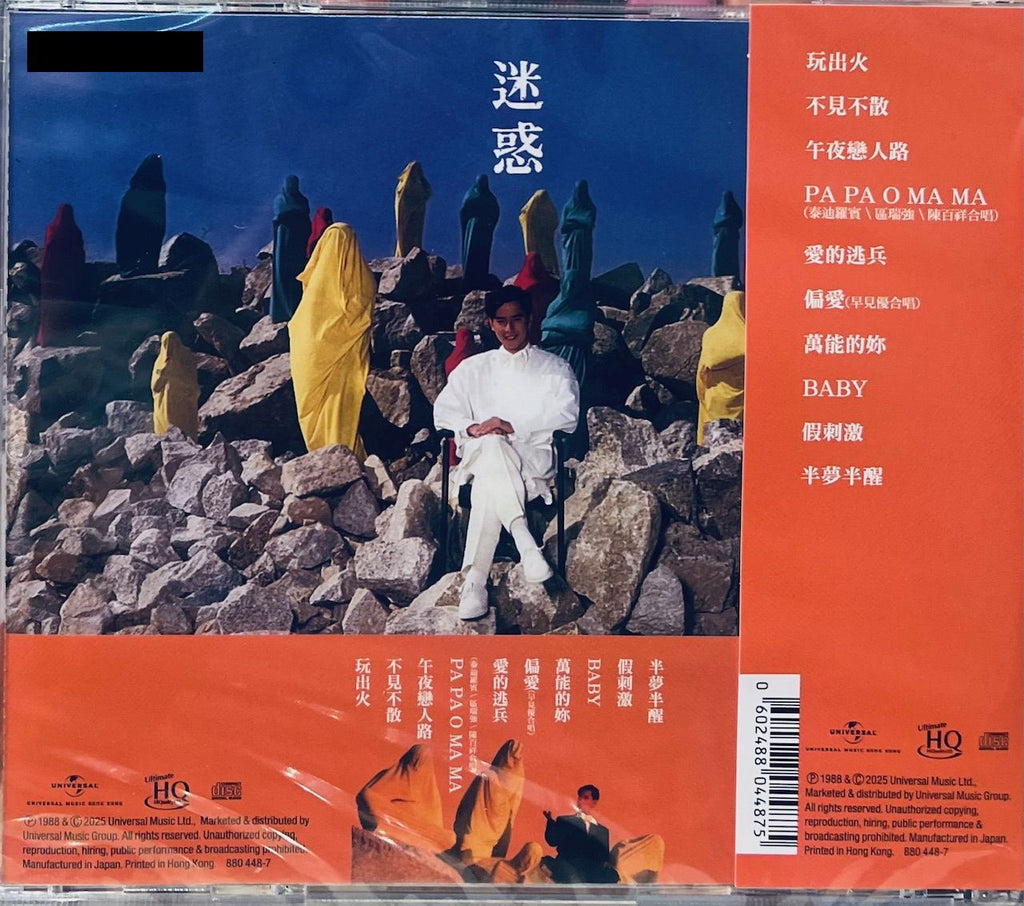 迷惑
玩出火
不見不散
午夜戀人路
PA PA O MA MA
(泰迪羅賓 \ 區瑞強 \ 陳百祥合唱)
愛的逃兵
偏愛(早見優合唱)
萬能的妳
BABY
假刺激
半夢半醒
半夢半醒
假刺激
BABY
萬能的妳
偏愛(早見優合唱)
愛的逃兵
(泰迪羅賓 \ 區瑞強 \ 陳百祥合唱)
PA PA O MA MA
午夜戀人路
不見不散
玩出火
UNIVERSAL
UNIVERSAL MUSIC HONG KONG
Ultimate
HQ
disc
Ⓟ 1988 & Ⓒ 2025 Universal Music Ltd., Marketed & distributed by
Universal Music Group. All rights reserved. Unauthorized copying,
reproduction, hiring, public performance & broadcasting prohibited.
Manufactured in Japan. Printed in Hong Kong. 880 448-7
0 602488 044875
UNIVERSAL
UNIVERSAL MUSIC HONG KONG
Ultimate
HQ
disc
Ⓟ 1988 & Ⓒ 2025 Universal Music Ltd.,
Marketed & distributed by Universal Music Group.
All rights reserved. Unauthorized copying,
reproduction, hiring, public performance &
broadcasting prohibited. Manufactured in Japan.
Printed in Hong Kong. 880 448-7